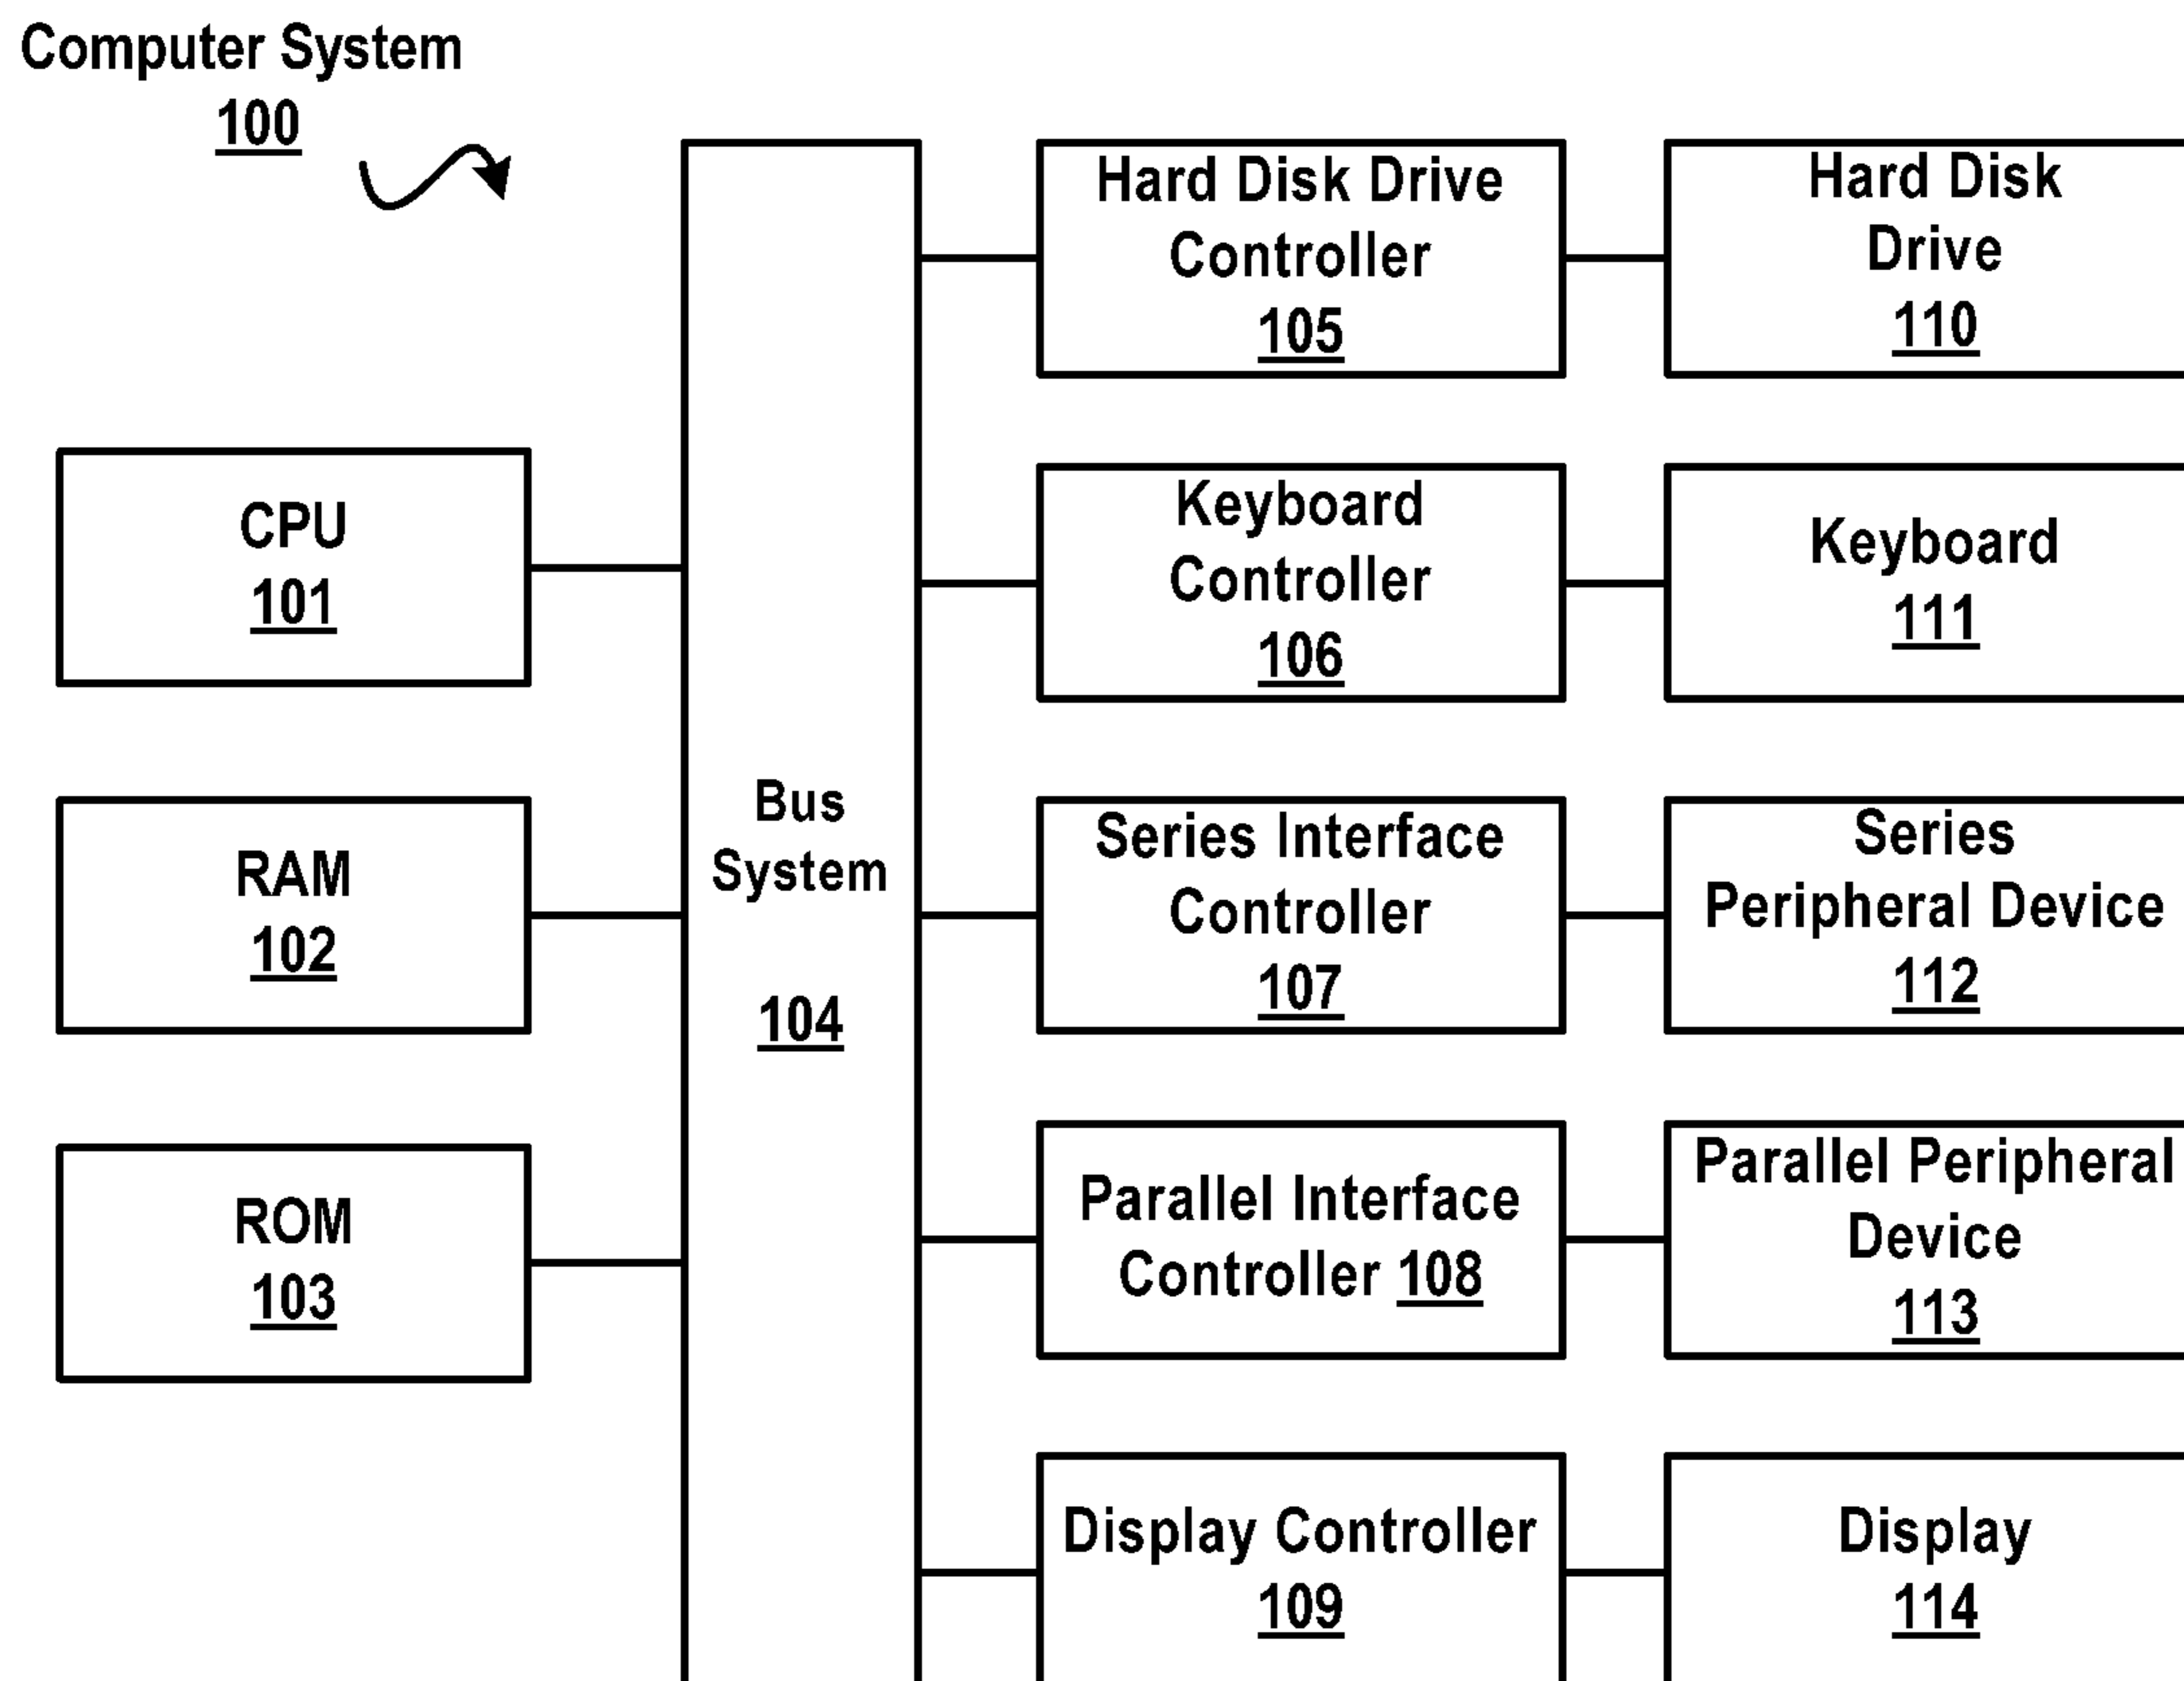 Computer System
100
CPU
101
RAM
102
ROM
103
Bus
System
104
Hard Disk Drive
Controller
105
Keyboard
Controller
106
Series Interface
Controller
107
Parallel Interface
Controller 108
Display Controller
109
Hard Disk
Drive
110
Keyboard
111
Series
Peripheral Device
112
Parallel Peripheral
Device
113
Display
114